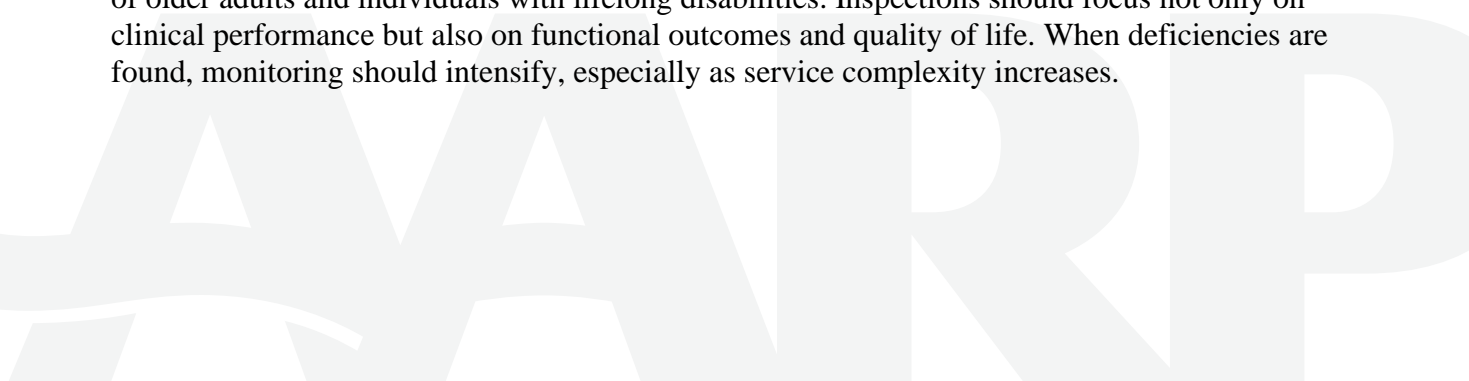 of older adults and individuals with lifelong disabilities. Inspections should focus not only on
clinical performance but also on functional outcomes and quality of life. When deficiencies are
found, monitoring should intensify, especially as service complexity increases.
AARP